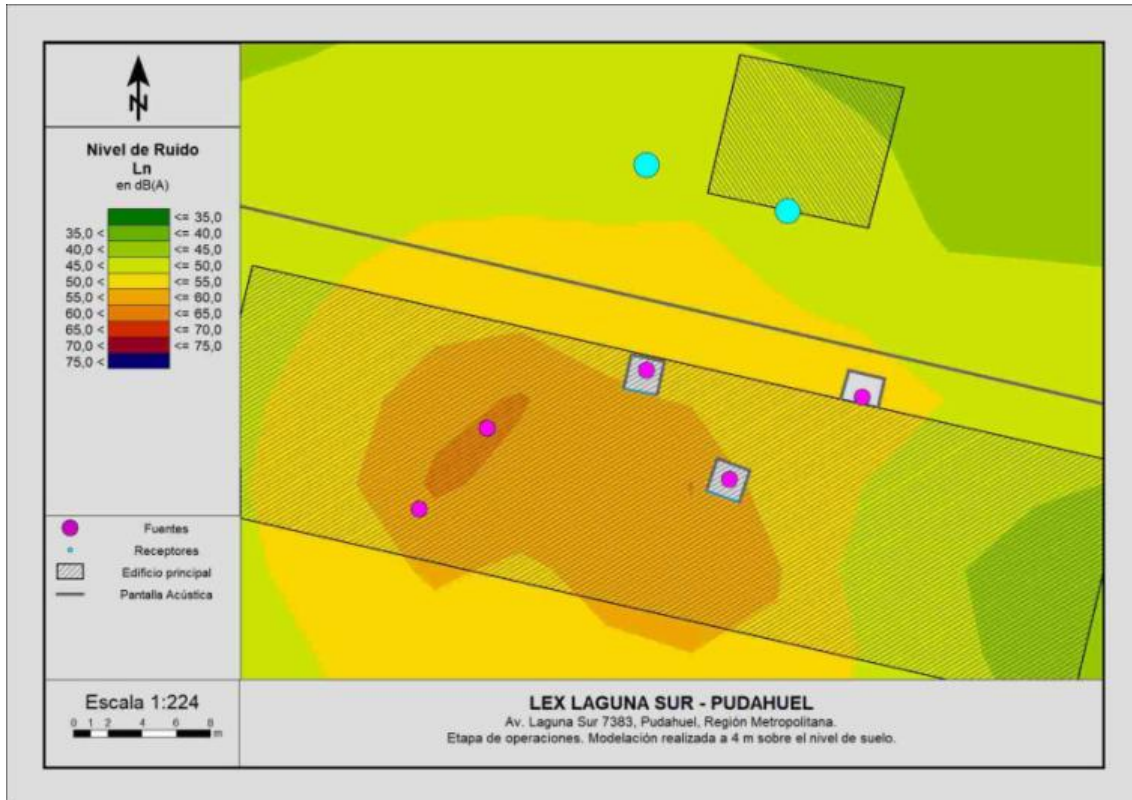 N
Nivel de Ruido
Ln
en dB(A)
<= 35,0
35,0 < <= 40,0
40,0 < <= 45,0
45,0 < <= 50,0
50,0 < <= 55,0
55,0 < <= 60,0
60,0 < <= 65,0
65,0 < <= 70,0
70,0 < <= 75,0
75,0 <
Fuentes
Receptores
Edificio principal
Pantalla Acústica
Escala 1:224
0 1 2 4 6 8
m
LEX LAGUNA SUR - PUDAHUEL
Av. Laguna Sur 7383, Pudahuel, Región Metropolitana.
Etapa de operaciones. Modelación realizada a 4 m sobre el nivel de suelo.